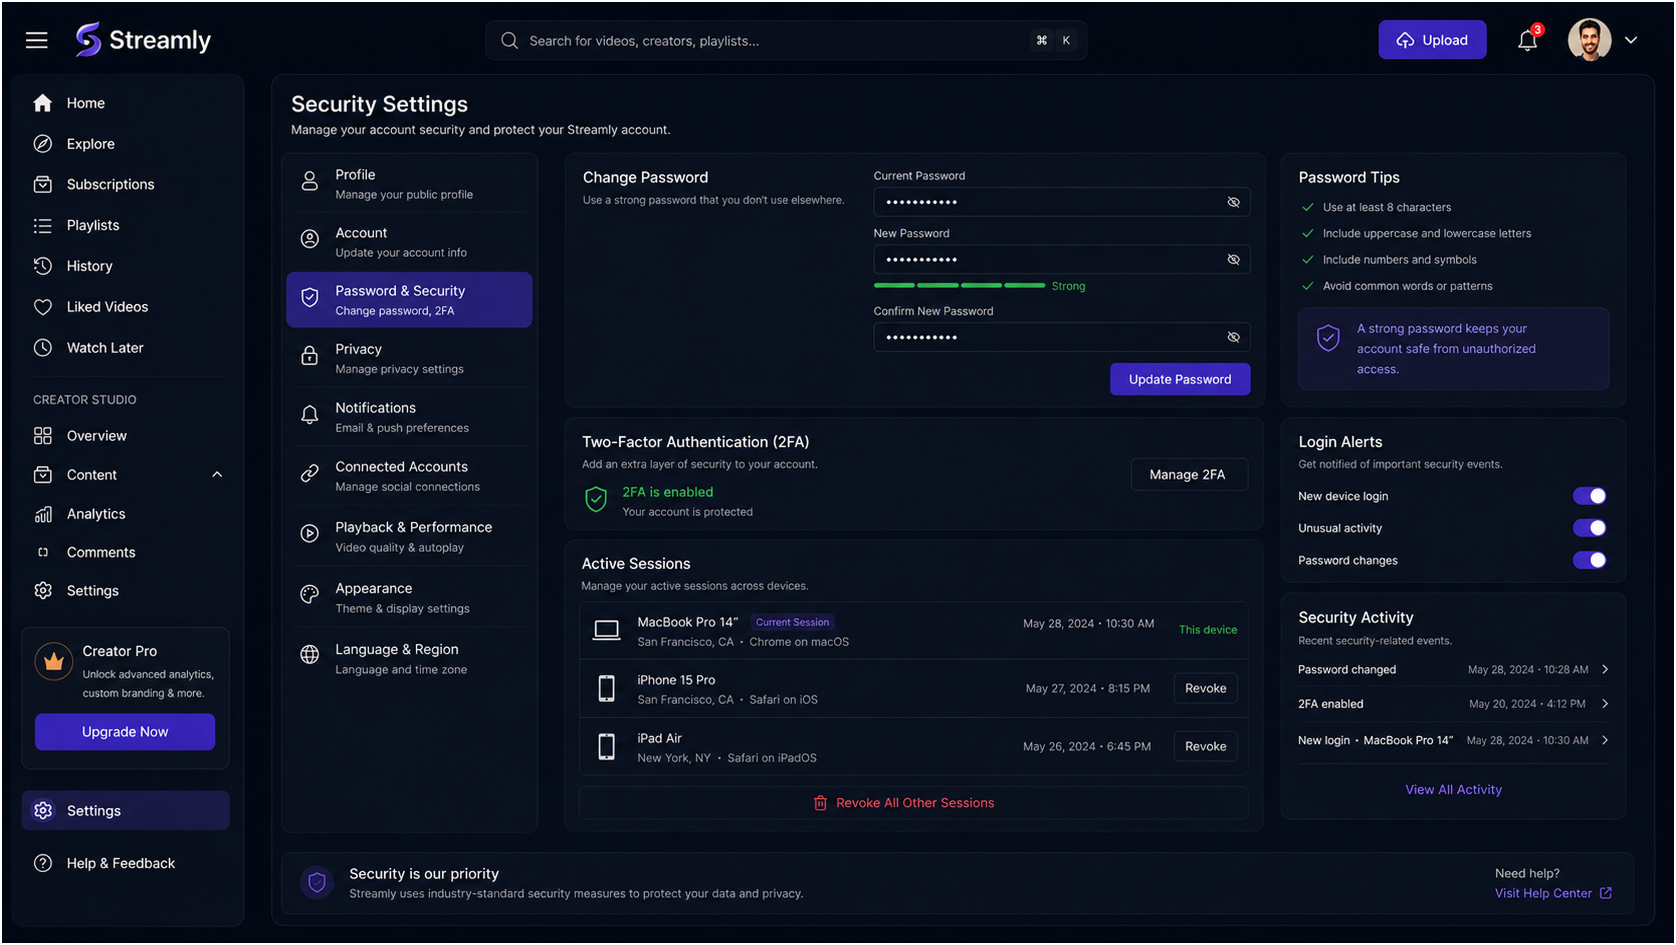 Streamly
Search for videos, creators, playlists...
⌘ K
Upload
3
Home
Explore
Subscriptions
Playlists
History
Liked Videos
Watch Later
CREATOR STUDIO
Overview
Content
Analytics
Comments
Settings
Creator Pro
Unlock advanced analytics,
custom branding & more.
Upgrade Now
Settings
Help & Feedback
Security Settings
Manage your account security and protect your Streamly account.
Profile
Manage your public profile
Account
Update your account info
Password & Security
Change password, 2FA
Privacy
Manage privacy settings
Notifications
Email & push preferences
Connected Accounts
Manage social connections
Playback & Performance
Video quality & autoplay
Appearance
Theme & display settings
Language & Region
Language and time zone
Change Password
Use a strong password that you don't use elsewhere.
Current Password
•••••••••••
New Password
•••••••••••
Strong
Confirm New Password
•••••••••••
Update Password
Two-Factor Authentication (2FA)
Add an extra layer of security to your account.
2FA is enabled
Your account is protected
Manage 2FA
Active Sessions
Manage your active sessions across devices.
MacBook Pro 14" Current Session
San Francisco, CA • Chrome on macOS
May 28, 2024 • 10:30 AM
This device
iPhone 15 Pro
San Francisco, CA • Safari on iOS
May 27, 2024 • 8:15 PM
Revoke
iPad Air
New York, NY • Safari on iPadOS
May 26, 2024 • 6:45 PM
Revoke
Revoke All Other Sessions
Password Tips
Use at least 8 characters
Include uppercase and lowercase letters
Include numbers and symbols
Avoid common words or patterns
A strong password keeps your
account safe from unauthorized
access.
Login Alerts
Get notified of important security events.
New device login
Unusual activity
Password changes
Security Activity
Recent security-related events.
Password changed May 28, 2024 • 10:28 AM
2FA enabled May 20, 2024 • 4:12 PM
New login • MacBook Pro 14" May 28, 2024 • 10:30 AM
View All Activity
Security is our priority
Streamly uses industry-standard security measures to protect your data and privacy.
Need help?
Visit Help Center